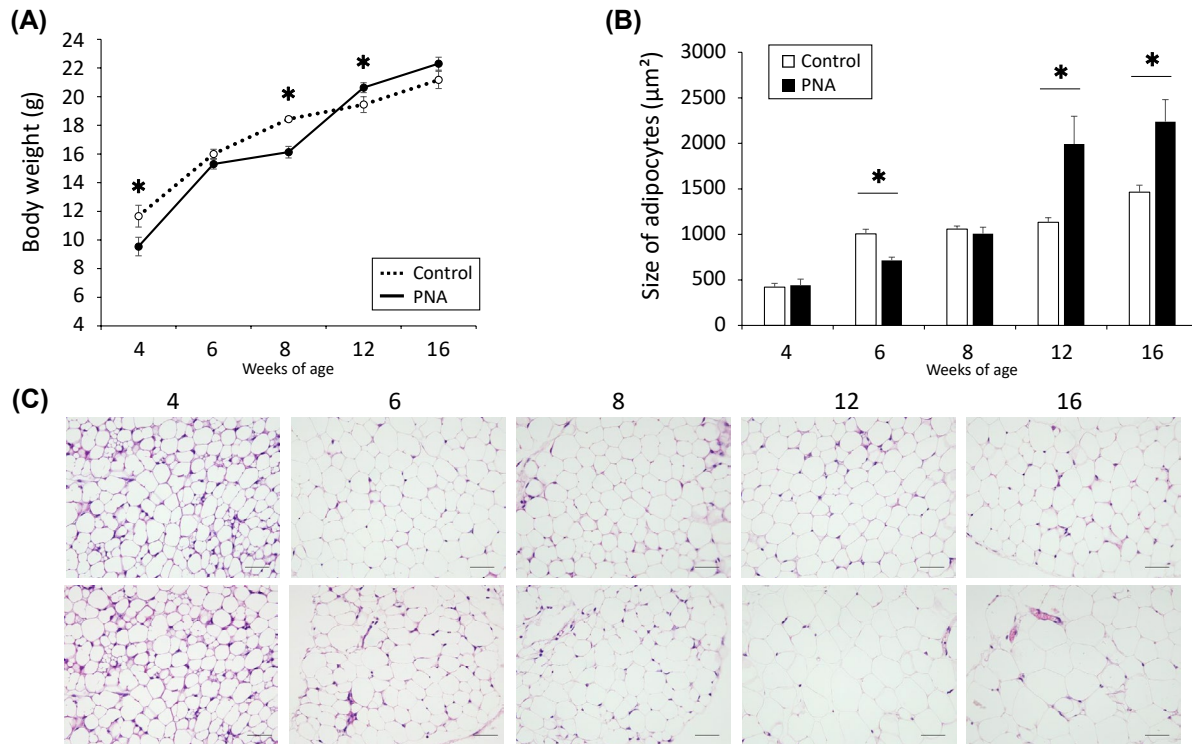 (A)
Body weight (g)
24
22
20
18
16
14
12
10
8
6
4
*
*
*
Control
PNA
4 6 8 12 16
Weeks of age
(B)
Size of adipocytes (µm²)
3000
2500
2000
1500
1000
500
0
Control
PNA
*
*
*
4 6 8 12 16
Weeks of age
(C)
4 6 8 12 16